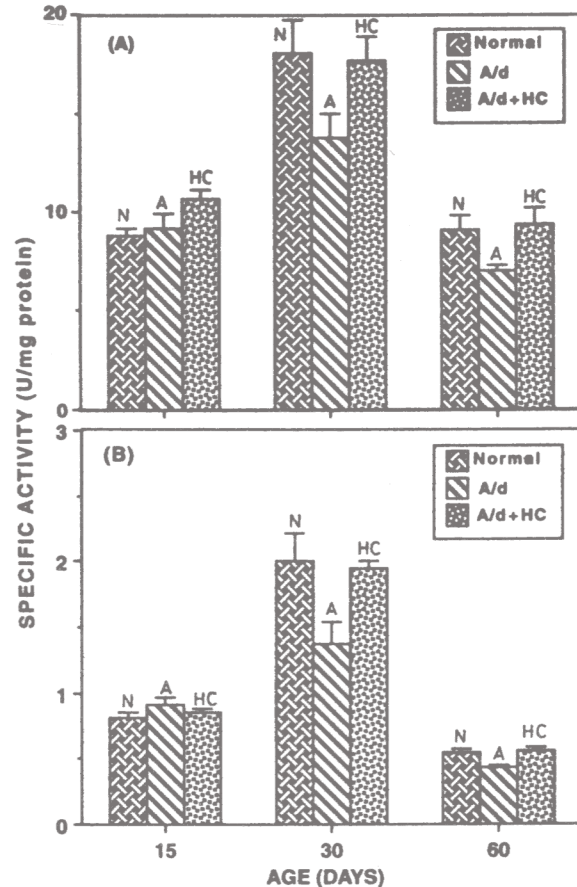 20
(A)
Normal
A/d
A/d+HC
N
A
HC
N
A
HC
N
A
HC
10
0
3
(B)
Normal
A/d
A/d+HC
N
A
HC
N
A
HC
N
A
HC
2
1
0
SPECIFIC ACTIVITY (U/mg protein)
15
30
60
AGE (DAYS)